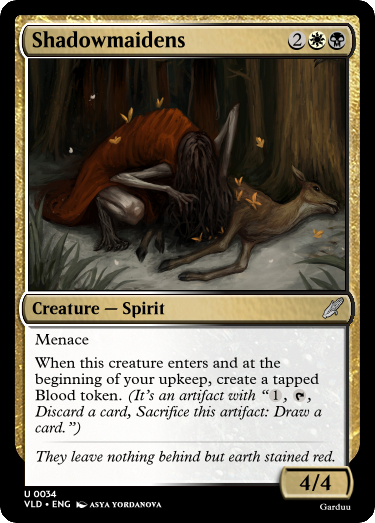 Shadowmaidens 2
Creature — Spirit
Menace
When this creature enters and at the
beginning of your upkeep, create a tapped
Blood token. (It's an artifact with “1, ,
Discard a card, Sacrifice this artifact: Draw a
card.”)
They leave nothing behind but earth stained red.
4/4
U 0034
VLD • ENG ASYA YORDANOVA
Garduu